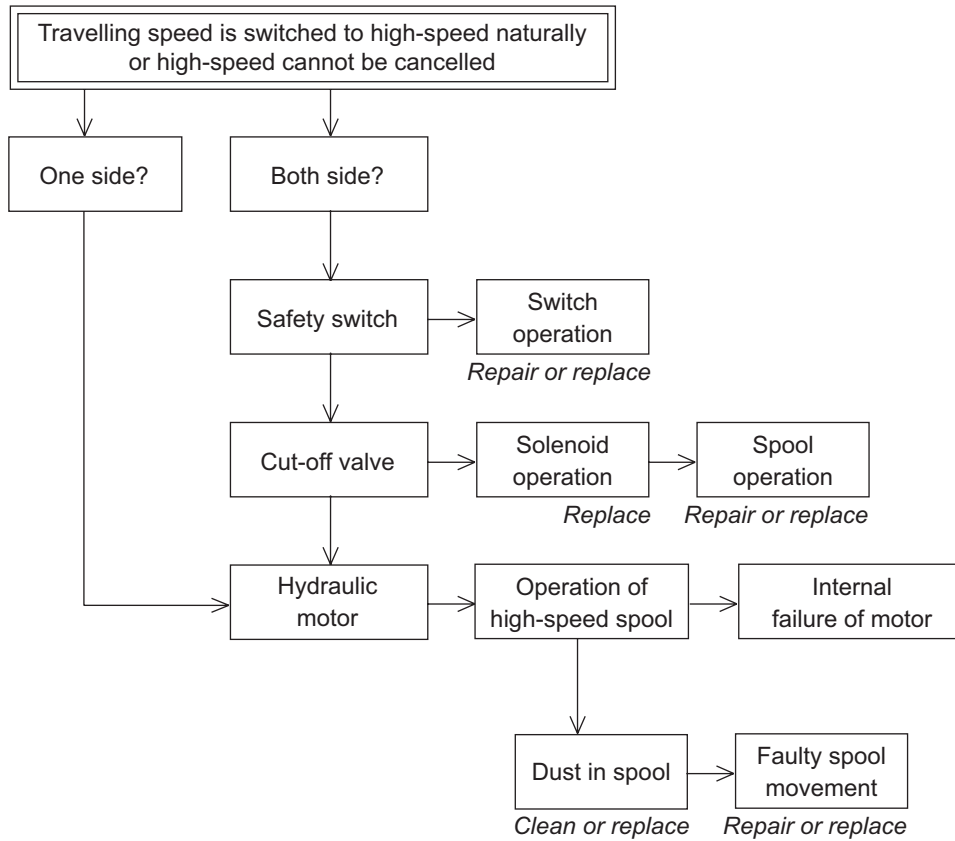 Travelling speed is switched to high-speed naturally
or high-speed cannot be cancelled
One side?
Both side?
Safety switch
Switch
operation
Repair or replace
Cut-off valve
Solenoid
operation
Replace
Spool
operation
Repair or replace
Hydraulic
motor
Operation of
high-speed spool
Internal
failure of motor
Dust in spool
Clean or replace
Faulty spool
movement
Repair or replace